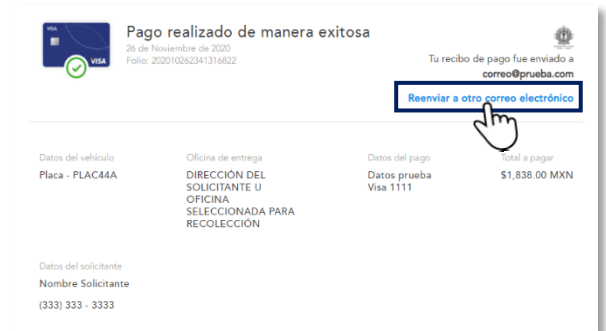 VISA
VISA
Pago realizado de manera exitosa
26 de Noviembre de 2020
Folio: 202010262341316822
Tu recibo de pago fue enviado a
correo@prueba.com
Reenviar a otro correo electrónico
Datos del vehículo
Placa - PLAC44A
Oficina de entrega
DIRECCIÓN DEL
SOLICITANTE U
OFICINA
SELECCIONADA PARA
RECOLECCIÓN
Datos del pago
Datos prueba
Visa 1111
Total a pagar
$1,838.00 MXN
Datos del solicitante
Nombre Solicitante
(333) 333 - 3333